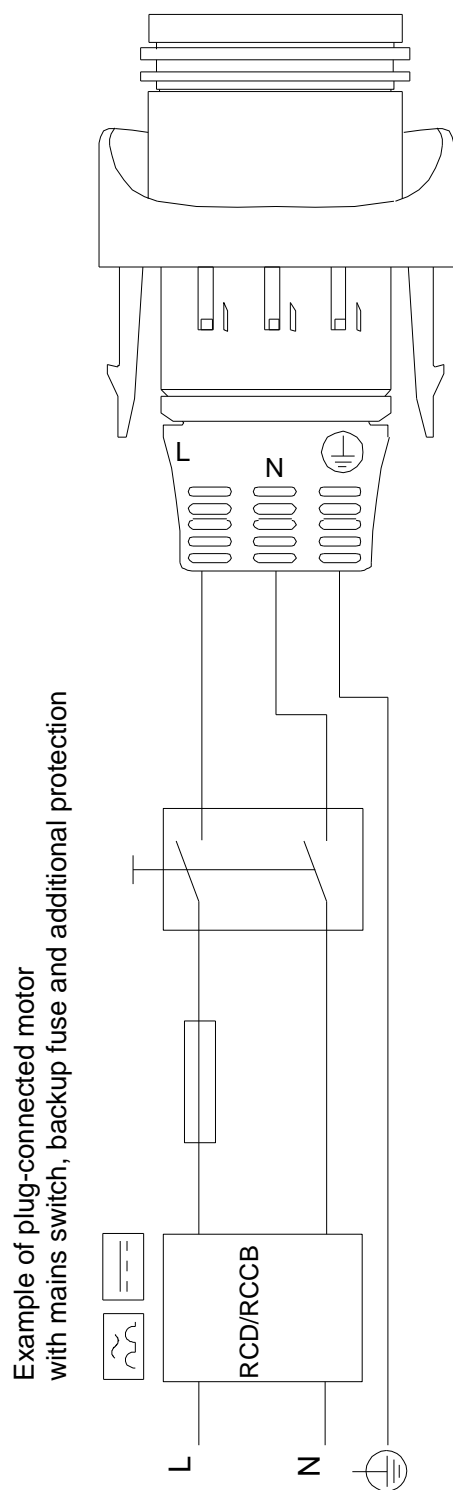 Example of plug-connected motor
with mains switch, backup fuse and additional protection
L
N
RCD/RCCB
L
N